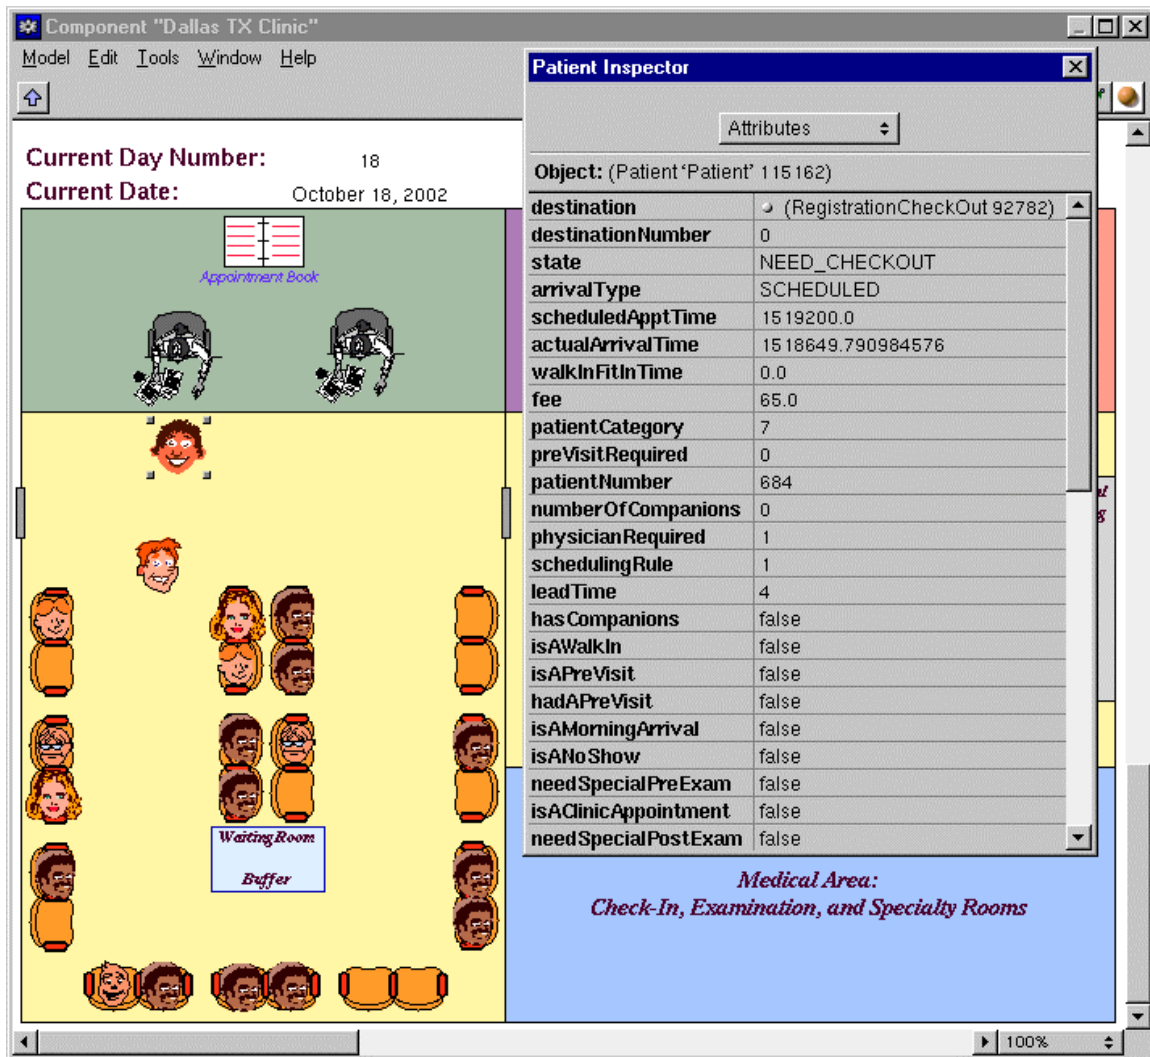 Component "Dallas TX Clinic"
Model Edit Tools Window Help
Current Day Number: 18
Current Date: October 18, 2002
Appointment Book
Patient Inspector
Attributes
Object: (Patient 'Patient' 115162)
destination (RegistrationCheckOut 92782)
destinationNumber 0
state NEED_CHECKOUT
arrivalType SCHEDULED
scheduledApptTime 1519200.0
actualArrivalTime 1518649.790984576
walkInFitInTime 0.0
fee 65.0
patientCategory 7
preVisitRequired 0
patientNumber 684
numberOfCompanions 0
physicianRequired 1
schedulingRule 1
leadTime 4
hasCompanions false
isAWalkIn false
isAPreVisit false
hadAPreVisit false
isAMorningArrival false
isANoShow false
needSpecialPreExam false
isAClinicAppointment false
needSpecialPostExam false
WaitingRoom
Buffer
Medical Area:
Check-In, Examination, and Specialty Rooms
100%